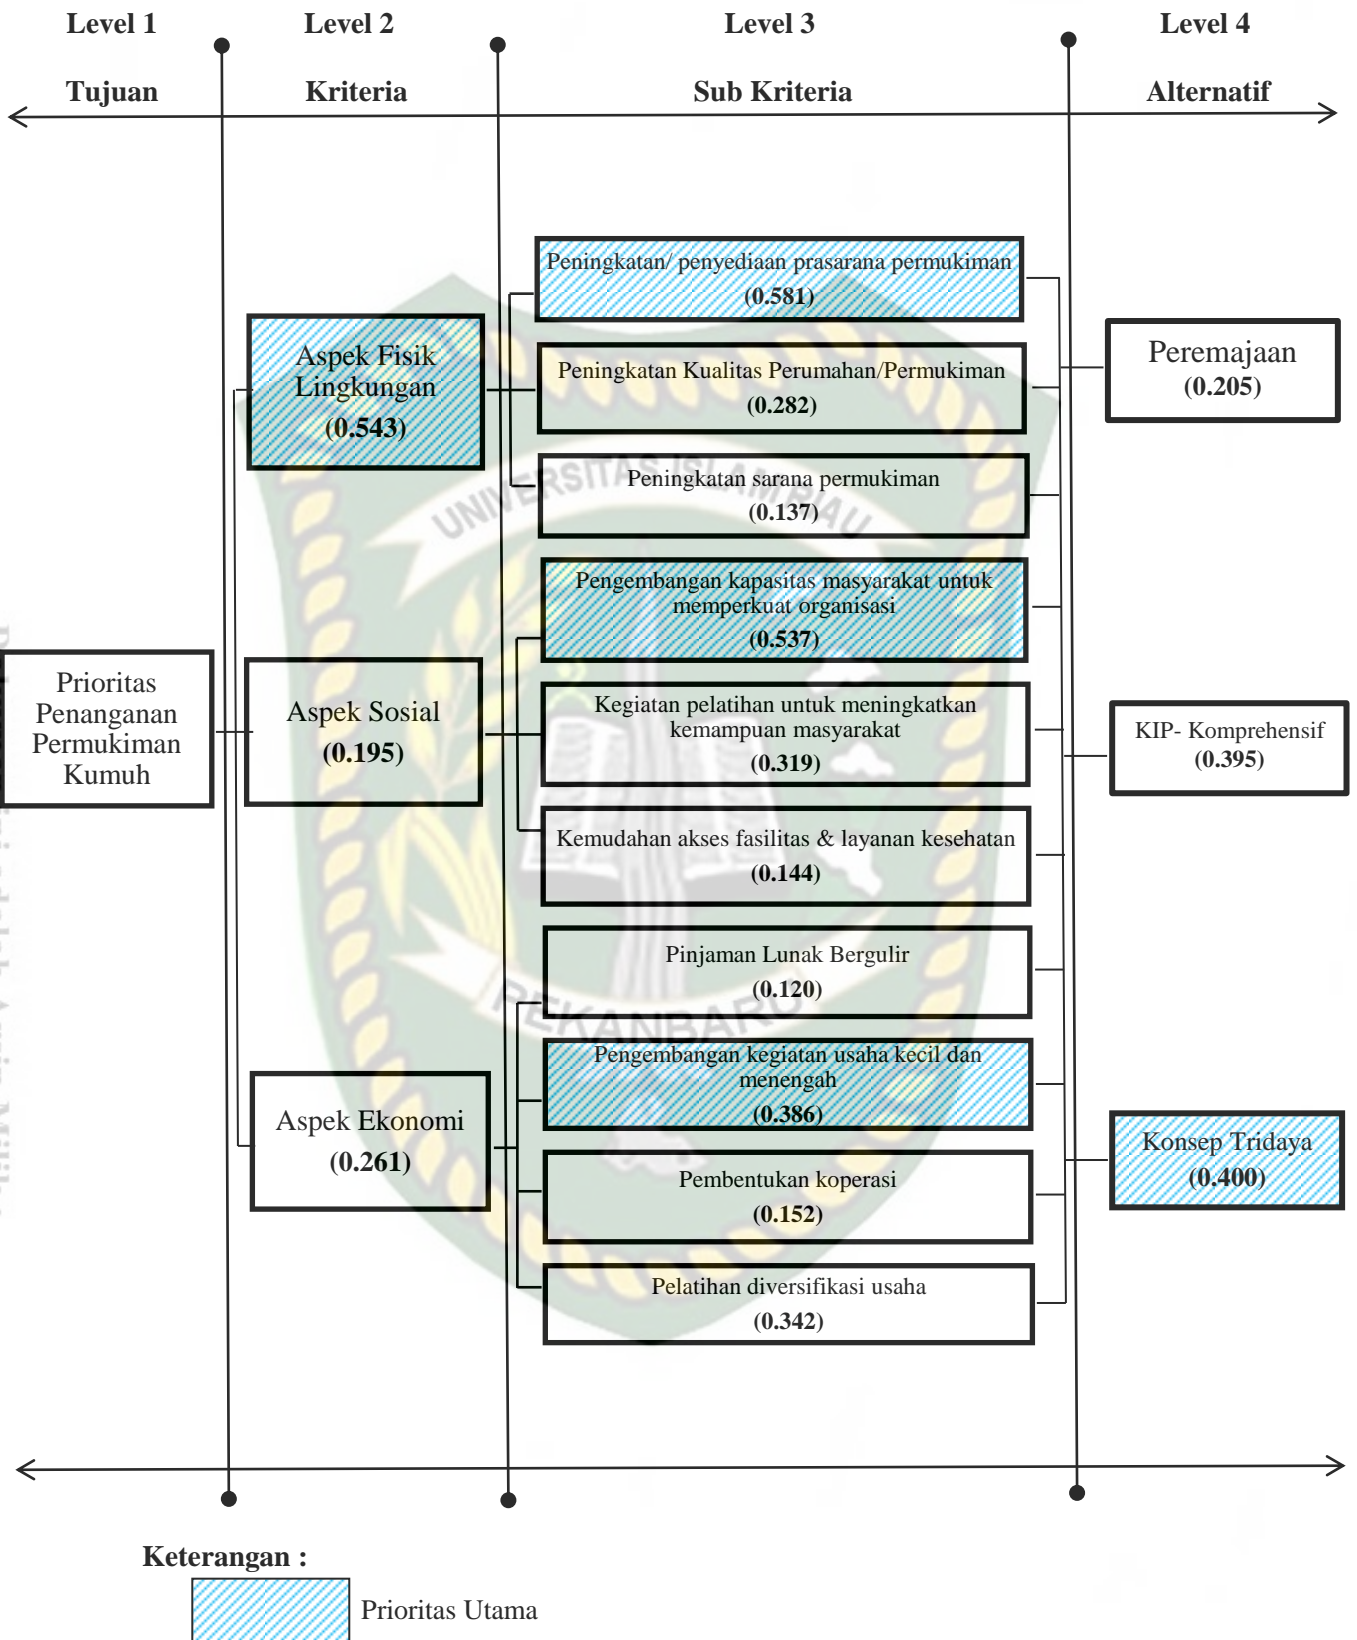 Level 1
Level 2
Level 3
Level 4
Tujuan
Kriteria
Sub Kriteria
Alternatif
Prioritas
Penanganan
Permukiman
Kumuh
Aspek Fisik
Lingkungan
(0.543)
Aspek Sosial
(0.195)
Aspek Ekonomi
(0.261)
Peningkatan/ penyediaan prasarana permukiman
(0.581)
Peningkatan Kualitas Perumahan/Permukiman
(0.282)
Peningkatan sarana permukiman
(0.137)
Pengembangan kapasitas masyarakat untuk
memperkuat organisasi
(0.537)
Kegiatan pelatihan untuk meningkatkan
kemampuan masyarakat
(0.319)
Kemudahan akses fasilitas & layanan kesehatan
(0.144)
Pinjaman Lunak Bergulir
(0.120)
Pengembangan kegiatan usaha kecil dan
menengah
(0.386)
Pembentukan koperasi
(0.152)
Pelatihan diversifikasi usaha
(0.342)
Peremajaan
(0.205)
KIP- Komprehensif
(0.395)
Konsep Tridaya
(0.400)
UNIVERSITAS ISLAM RIAU
PEKANBARU
Keterangan :
Prioritas Utama